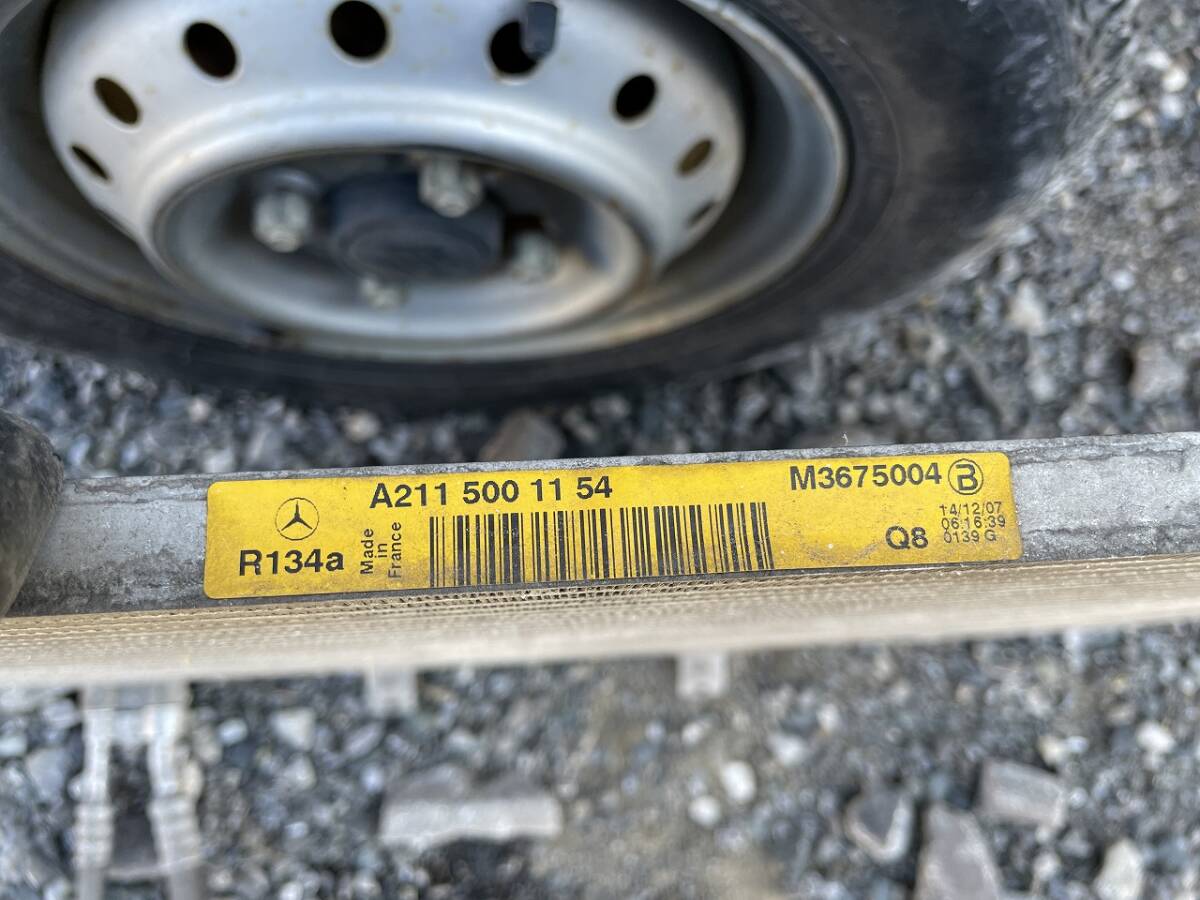 A211 500 11 54
M3675004 B
R134a
Made
in
France
Q8
14/12/07
06:16:39
0139 G